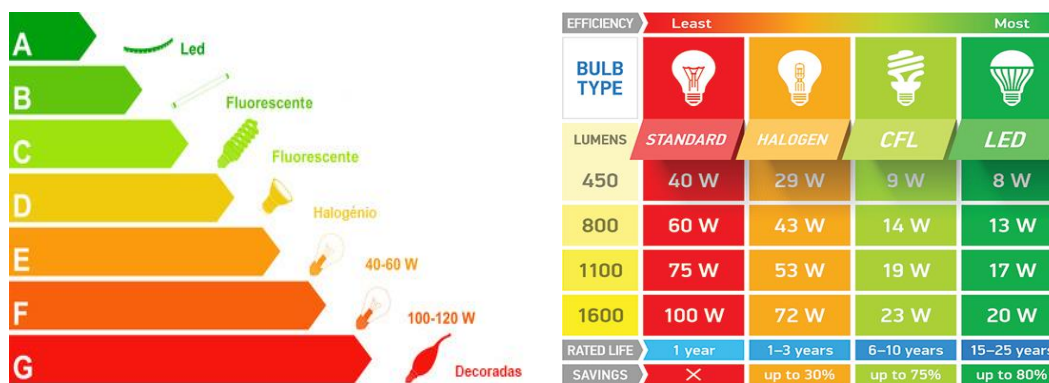 A
Led
B
Fluorescente
C
Fluorescente
D
Halogénio
E
40-60 W
F
100-120 W
G
Decoradas
EFFICIENCY Least Most
BULB
TYPE
LUMENS STANDARD HALOGEN CFL LED
450 40 W 29 W 9 W 8 W
800 60 W 43 W 14 W 13 W
1100 75 W 53 W 19 W 17 W
1600 100 W 72 W 23 W 20 W
RATED LIFE 1 year 1–3 years 6–10 years 15–25 years
SAVINGS up to 30% up to 75% up to 80%